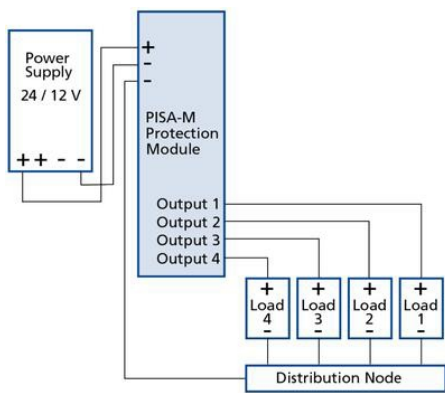 Power
Supply
24 / 12 V
+ + - -
+
-
-
PISA-M
Protection
Module
Output 1
Output 2
Output 3
Output 4
+
Load
4
-
+
Load
3
-
+
Load
2
-
+
Load
1
-
Distribution Node